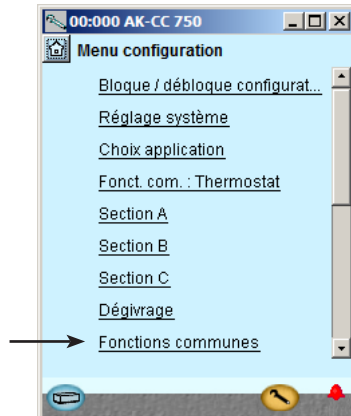 00:000 AK-CC 750
Menu configuration
Bloque / débloque configurat...
Réglage système
Choix application
Fonct. com. : Thermostat
Section A
Section B
Section C
Dégivrage
Fonctions communes